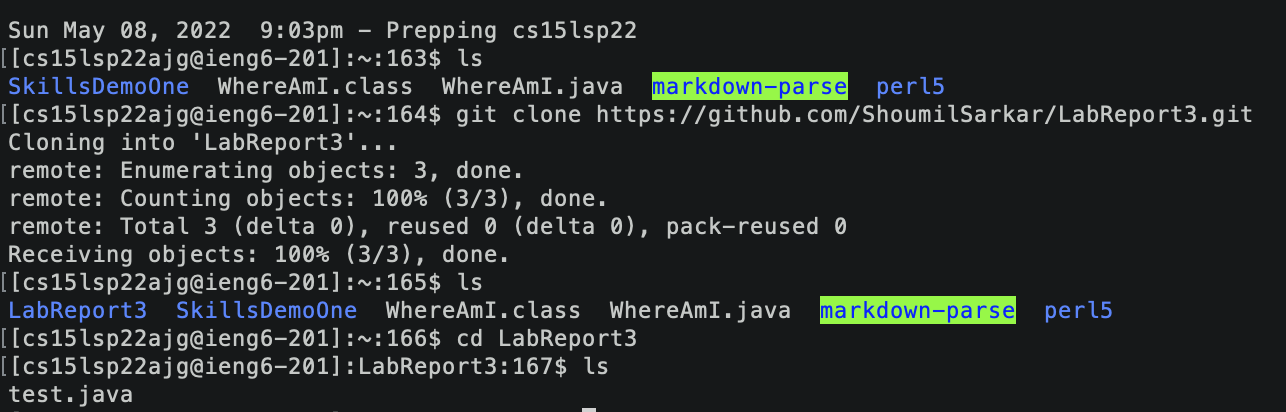 Sun May 08, 2022  9:03pm - Prepping cs15lsp22
[[cs15lsp22ajg@ieng6-201]:~:163$ ls
SkillsDemoOne  WhereAmI.class  WhereAmI.java  markdown-parse  perl5
[[cs15lsp22ajg@ieng6-201]:~:164$ git clone https://github.com/ShoumilSarkar/LabReport3.git
Cloning into 'LabReport3'...
remote: Enumerating objects: 3, done.
remote: Counting objects: 100% (3/3), done.
remote: Total 3 (delta 0), reused 0 (delta 0), pack-reused 0
Receiving objects: 100% (3/3), done.
[[cs15lsp22ajg@ieng6-201]:~:165$ ls
LabReport3  SkillsDemoOne  WhereAmI.class  WhereAmI.java  markdown-parse  perl5
[[cs15lsp22ajg@ieng6-201]:~:166$ cd LabReport3
[[cs15lsp22ajg@ieng6-201]:LabReport3:167$ ls
test.java